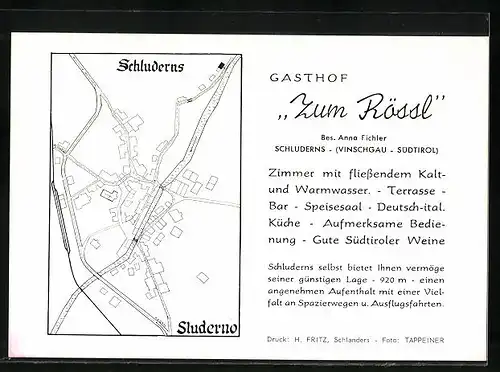 Schluderns
Sluderno
GASTHOF
„Zum Rössl"
Bes. Anna Fichler
SCHLUDERNS - (VINSCHGAU - SÜDTIROL)
Zimmer mit fließendem Kalt-
und Warmwasser. - Terrasse -
Bar - Speisesaal - Deutsch-ital.
Küche - Aufmerksame Bedie-
nung - Gute Südtiroler Weine
Schluderns selbst bietet Ihnen vermöge
seiner günstigen Lage - 920 m - einen
angenehmen Aufenthalt mit einer Viel-
falt an Spazierwegen u. Ausflugsfahrten.
Druck: H. FRITZ, Schlanders - Foto: TAPPEINER